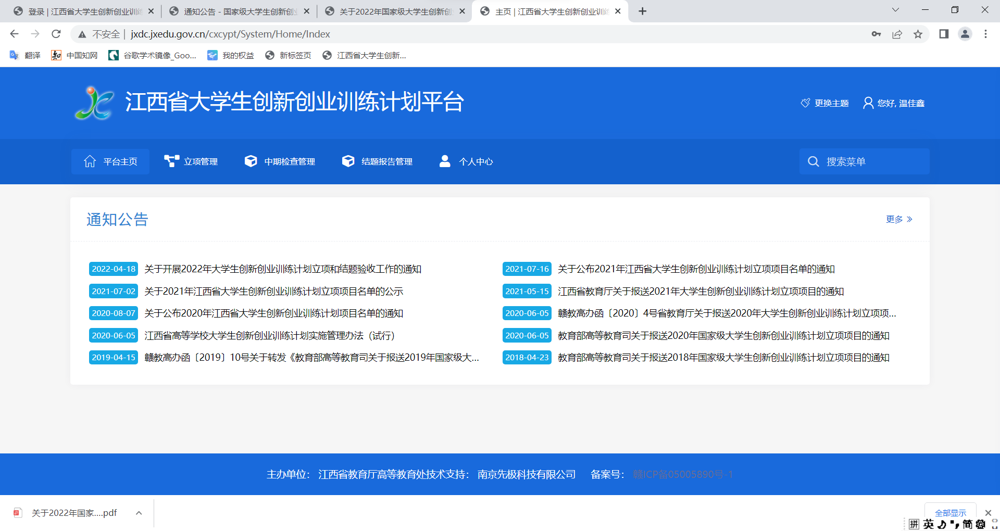 登录 | 江西省大学生创新创业训练
通知公告 - 国家级大学生创新创业
关于2022年国家级大学生创新创
主页 | 江西省大学生创新创业训练
不安全 | jxdc.jxedu.gov.cn/cxcypt/System/Home/Index
翻译 中国知网 谷歌学术镜像_Goo... 我的权益 新标签页 江西省大学生创新...
江西省大学生创新创业训练计划平台
更换主题 您好, 温佳鑫
平台主页 立项管理 中期检查管理 结题报告管理 个人中心 搜索菜单
通知公告 更多
2022-04-18 关于开展2022年大学生创新创业训练计划立项和结题验收工作的通知
2021-07-16 关于公布2021年江西省大学生创新创业训练计划立项项目名单的通知
2021-07-02 关于2021年江西省大学生创新创业训练计划立项项目名单的公示
2021-05-15 江西省教育厅关于报送2021年大学生创新创业训练计划立项项目的通知
2020-08-07 关于公布2020年江西省大学生创新创业训练计划项目名单的通知
2020-06-05 赣教高办函〔2020〕4号省教育厅关于报送2020年大学生创新创业训练计划立项项...
2020-06-05 江西省高等学校大学生创新创业训练计划实施管理办法（试行）
2020-06-05 教育部高等教育司关于报送2020年国家级大学生创新创业训练计划立项项目的通知
2019-04-15 赣教高办函〔2019〕10号关于转发《教育部高等教育司关于报送2019年国家级大...
2018-04-23 教育部高等教育司关于报送2018年国家级大学生创新创业训练计划立项项目的通知
主办单位： 江西省教育厅高等教育处技术支持： 南京先极科技有限公司 备案号： 赣ICP备05005890号-1
关于2022年国家....pdf
全部显示
拼 英 简